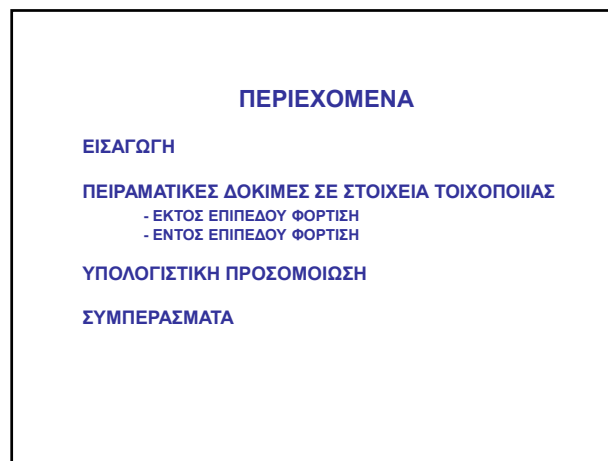 ΠΕΡΙΕΧΟΜΕΝΑ
ΕΙΣΑΓΩΓΗ
ΠΕΙΡΑΜΑΤΙΚΕΣ ΔΟΚΙΜΕΣ ΣΕ ΣΤΟΙΧΕΙΑ ΤΟΙΧΟΠΟΙΙΑΣ
- ΕΚΤΟΣ ΕΠΙΠΕΔΟΥ ΦΟΡΤΙΣΗ
- ΕΝΤΟΣ ΕΠΙΠΕΔΟΥ ΦΟΡΤΙΣΗ
ΥΠΟΛΟΓΙΣΤΙΚΗ ΠΡΟΣΟΜΟΙΩΣΗ
ΣΥΜΠΕΡΑΣΜΑΤΑ